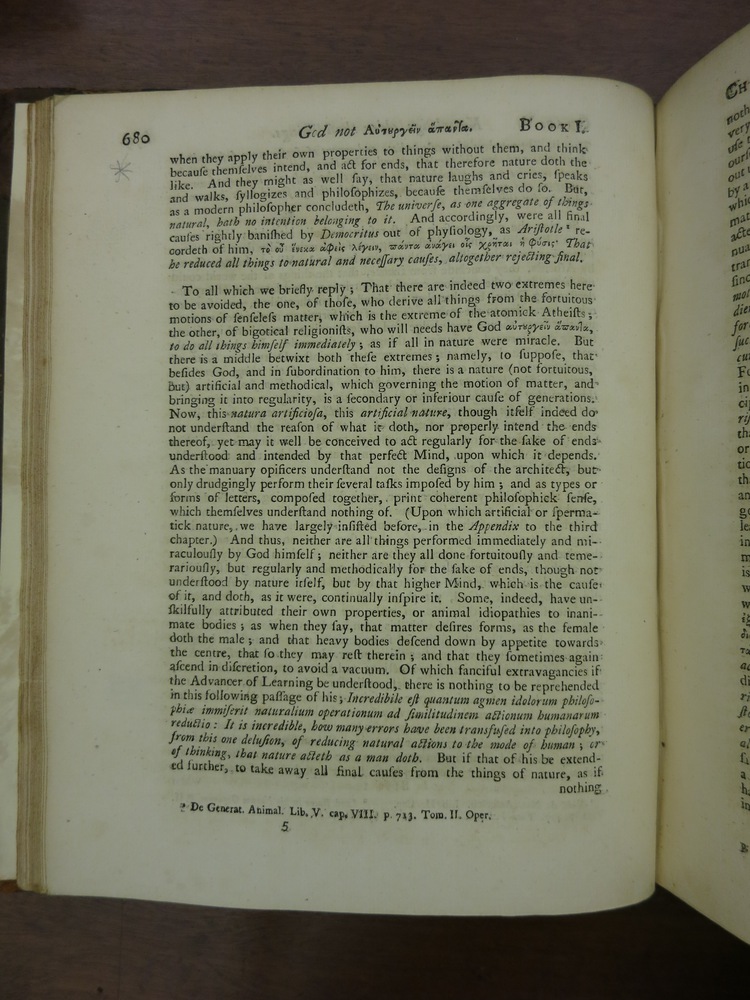 680 God not Αὐτουργεῖν ἅπαντα. BOOK I.
when they apply their own properties to things without them, and think
becauſe themſelves intend, and act for ends, that therefore nature doth the
like. And they might as well ſay, that nature laughs and cries, ſpeaks
and walks, ſyllogizes and philoſophizes, becauſe themſelves do ſo. But,
as a modern philoſopher concludeth, The univerſe, as one aggregate of things
natural, hath no intention belonging to it. And accordingly, were all final
cauſes rightly baniſhed by Democritus out of phyſiology, as Ariſtotle ª re-
cordeth of him, τὸ οὗ ἕνεκα ἀφεὶς λέγειν, πάντα ἀνάγει οἷς χρῆται ἡ φύσις· That
he reduced all things to natural and neceſſary cauſes, altogether rejecting final.
To all which we briefly reply; That there are indeed two extremes here
to be avoided, the one, of thoſe, who derive all things from the fortuitous
motions of ſenſeleſs matter, which is the extreme of the atomick Atheiſts;
the other, of bigotical religioniſts, who will needs have God αὐτουργεῖν ἅπαντα,
to do all things himſelf immediately; as if all in nature were miracle. But
there is a middle betwixt both theſe extremes; namely, to ſuppoſe, that
beſides God, and in ſubordination to him, there is a nature (not fortuitous,
but) artificial and methodical, which governing the motion of matter, and
bringing it into regularity, is a ſecondary or inferiour cauſe of generations.
Now, this natura artificioſa, this artificial nature, though itſelf indeed do
not underſtand the reaſon of what it doth, nor properly intend the ends
thereof, yet may it well be conceived to act regularly for the ſake of ends
underſtood and intended by that perfect Mind, upon which it depends.
As the manuary opificers underſtand not the deſigns of the architect, but
only drudgingly perform their ſeveral taſks impoſed by him; and as types or
forms of letters, compoſed together, print coherent philoſophick ſenſe,
which themſelves underſtand nothing of. (Upon which artificial or ſperma-
tick nature, we have largely inſiſted before, in the Appendix to the third
chapter.) And thus, neither are all things performed immediately and mi-
raculouſly by God himſelf; neither are they all done fortuitouſly and teme-
rariouſly, but regularly and methodically for the ſake of ends, though not
underſtood by nature itſelf, but by that higher Mind, which is the cauſe
of it, and doth, as it were, continually inſpire it. Some, indeed, have un-
ſkilfully attributed their own properties, or animal idiopathies to inani-
mate bodies; as when they ſay, that matter deſires forms, as the female
doth the male; and that heavy bodies deſcend down by appetite towards
the centre, that ſo they may reſt therein; and that they ſometimes again
aſcend in diſcretion, to avoid a vacuum. Of which fanciful extravagancies if
the Advancer of Learning be underſtood, there is nothing to be reprehended
in this following paſſage of his; Incredibile eſt quantum agmen idolorum philoſo-
phiæ immiſerit naturalium operationum ad ſimilitudinem actionum humanarum
reductio: It is incredible, how many errors have been transfuſed into philoſophy,
from this one deluſion, of reducing natural actions to the mode of human; or
of thinking, that nature acteth as a man doth. But if that of his be extend-
ed further, to take away all final cauſes from the things of nature, as if
nothing
ª De Generat. Animal. Lib. V. cap. VIII. p. 723. Tom. II. Oper.
5